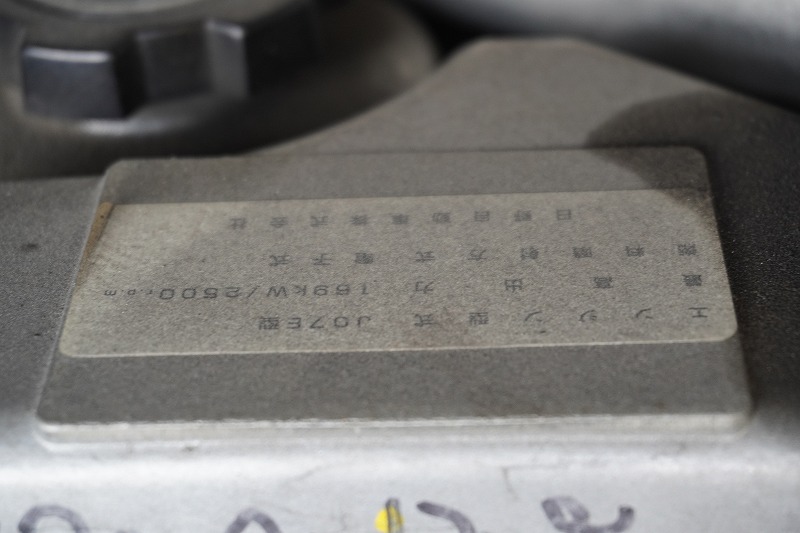 エンジン型式 J07E型
最高出力 169kW/2500rpm
燃料噴射方式 電子式
日野自動車株式会社